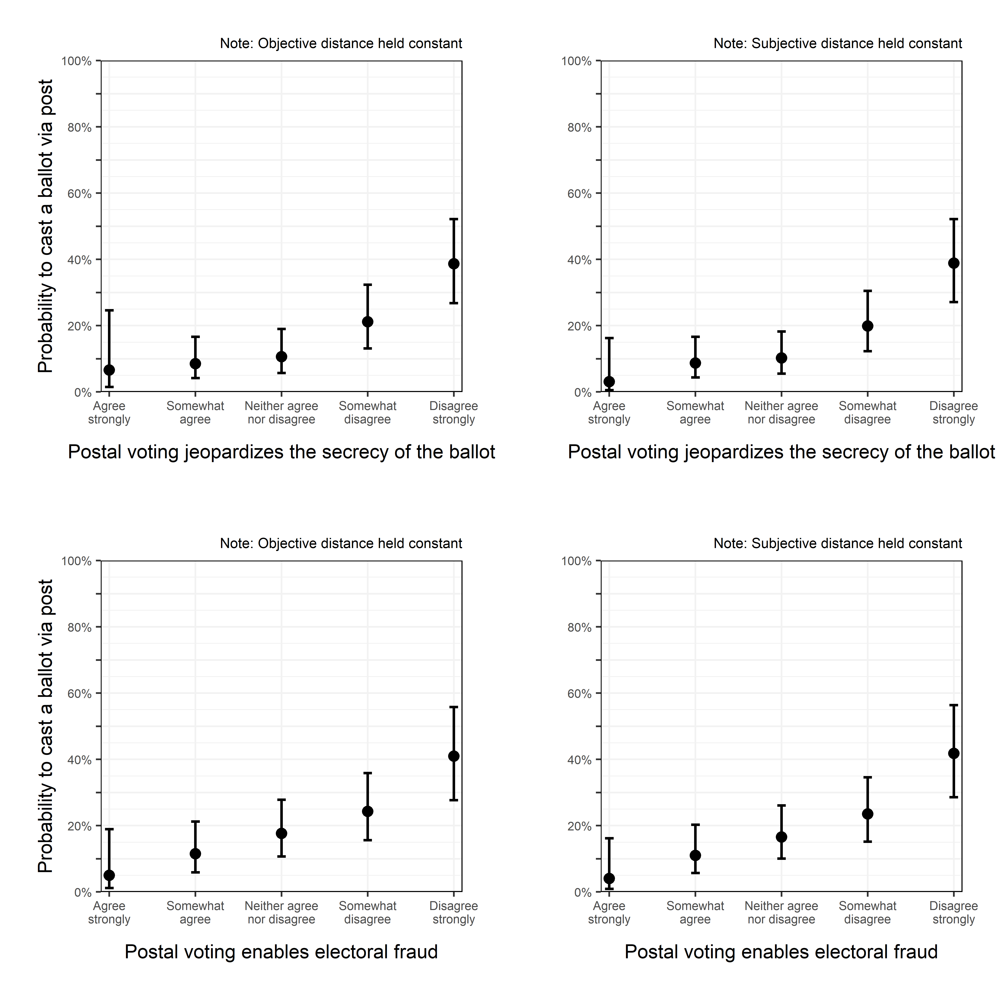 Note: Objective distance held constant
100%
80%
60%
40%
20%
0%
Probability to cast a ballot via post
Agree
strongly
Somewhat
agree
Neither agree
nor disagree
Somewhat
disagree
Disagree
strongly
Postal voting jeopardizes the secrecy of the ballot
Note: Subjective distance held constant
100%
80%
60%
40%
20%
0%
Agree
strongly
Somewhat
agree
Neither agree
nor disagree
Somewhat
disagree
Disagree
strongly
Postal voting jeopardizes the secrecy of the ballot
Note: Objective distance held constant
100%
80%
60%
40%
20%
0%
Probability to cast a ballot via post
Agree
strongly
Somewhat
agree
Neither agree
nor disagree
Somewhat
disagree
Disagree
strongly
Postal voting enables electoral fraud
Note: Subjective distance held constant
100%
80%
60%
40%
20%
0%
Agree
strongly
Somewhat
agree
Neither agree
nor disagree
Somewhat
disagree
Disagree
strongly
Postal voting enables electoral fraud